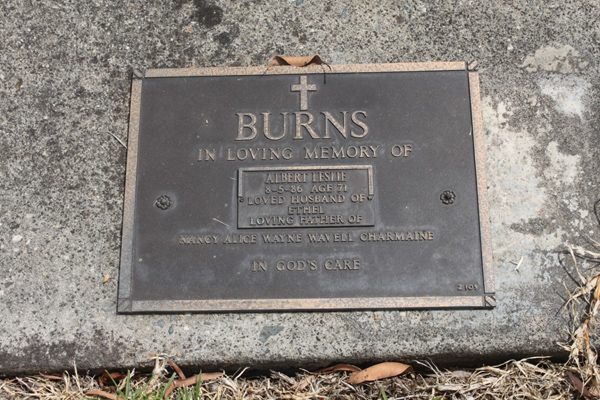 BURNS
IN LOVING MEMORY OF
ALBERT LESLIE
8-5-86 AGE 71
LOVED HUSBAND OF
ETHEL
LOVING FATHER OF
NANCY ALICE WAYNE WAVELL CHARMAINE
IN GOD'S CARE